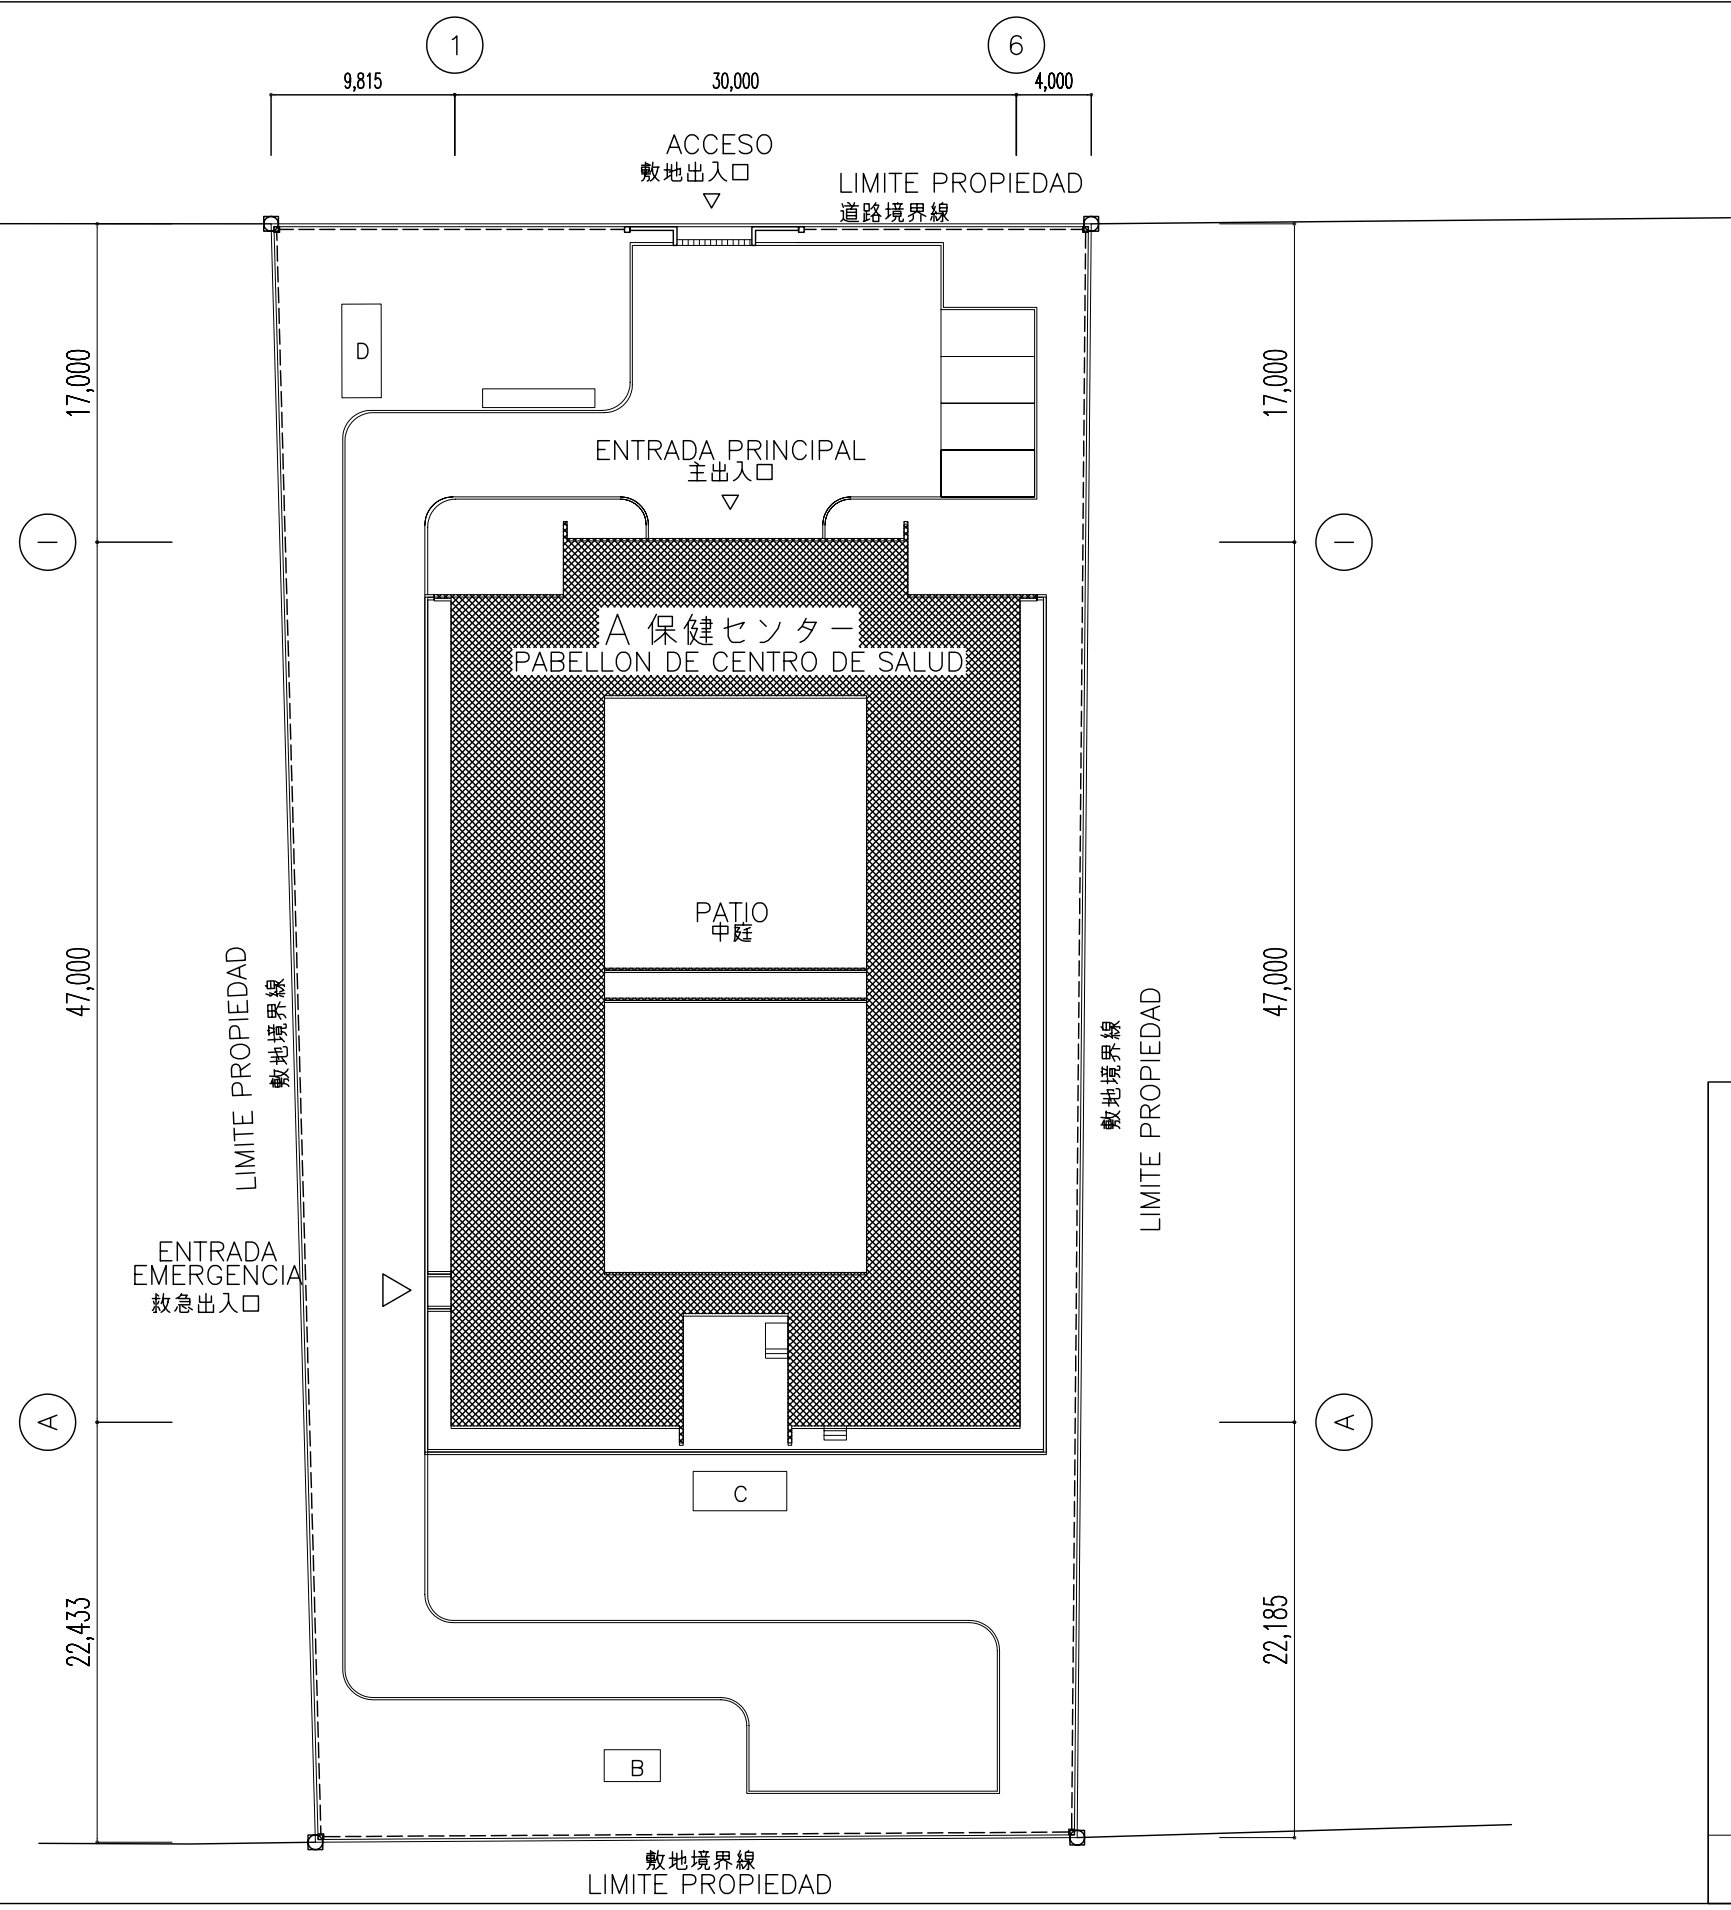 1
6
9,815
30,000
4,000
ACCESO
敷地出入口
LIMITE PROPIEDAD
道路境界線
17,000
D
17,000
ENTRADA PRINCIPAL
主出入口
I
I
A 保健センター
PABELLON DE CENTRO DE SALUD
PATIO
中庭
47,000
47,000
LIMITE PROPIEDAD
敷地境界線
敷地境界線
LIMITE PROPIEDAD
ENTRADA
EMERGENCIA
救急出入口
A
A
C
22,433
22,185
B
敷地境界線
LIMITE PROPIEDAD